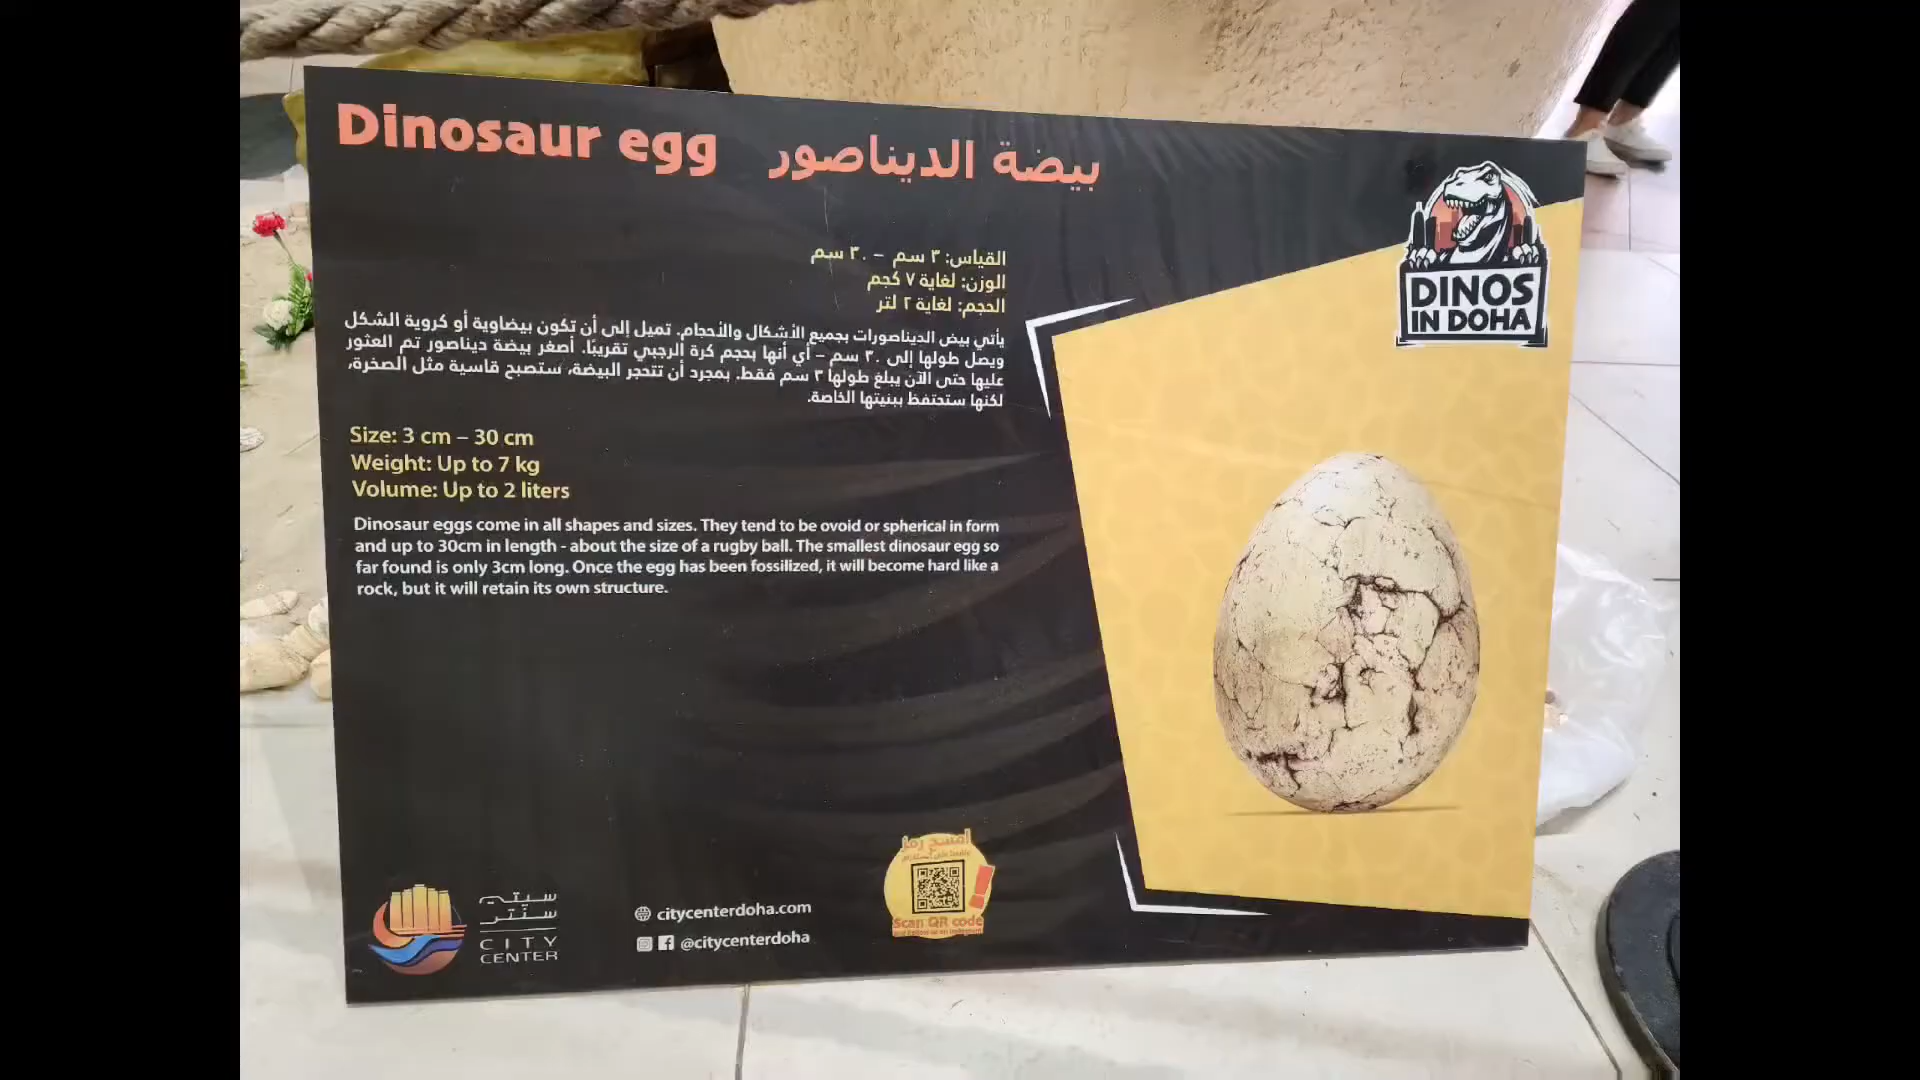 Dinosaur egg بيضة الديناصور
القياس: ٣ سم – ٣٠ سم
الوزن: لغاية ٧ كجم
الحجم: لغاية ٢ لتر
يأتي بيض الديناصورات بجميع الأشكال والأحجام. تميل إلى أن تكون بيضاوية أو كروية الشكل
ويصل طولها إلى ٣٠ سم – أي أنها بحجم كرة الرجبي تقريبًا. أصغر بيضة ديناصور تم العثور
عليها حتى الآن يبلغ طولها ٣ سم فقط. بمجرد أن تتحجر البيضة، ستصبح قاسية مثل الصخرة،
لكنها ستحتفظ ببنيتها الخاصة.
Size: 3 cm – 30 cm
Weight: Up to 7 kg
Volume: Up to 2 liters
Dinosaur eggs come in all shapes and sizes. They tend to be ovoid or spherical in form
and up to 30cm in length - about the size of a rugby ball. The smallest dinosaur egg so
far found is only 3cm long. Once the egg has been fossilized, it will become hard like a
rock, but it will retain its own structure.
DINOS
IN DOHA
سيتي
سنتر
CITY
CENTER
citycenterdoha.com
@citycenterdoha
امسح رمز
Scan QR code
and follow us on instagram